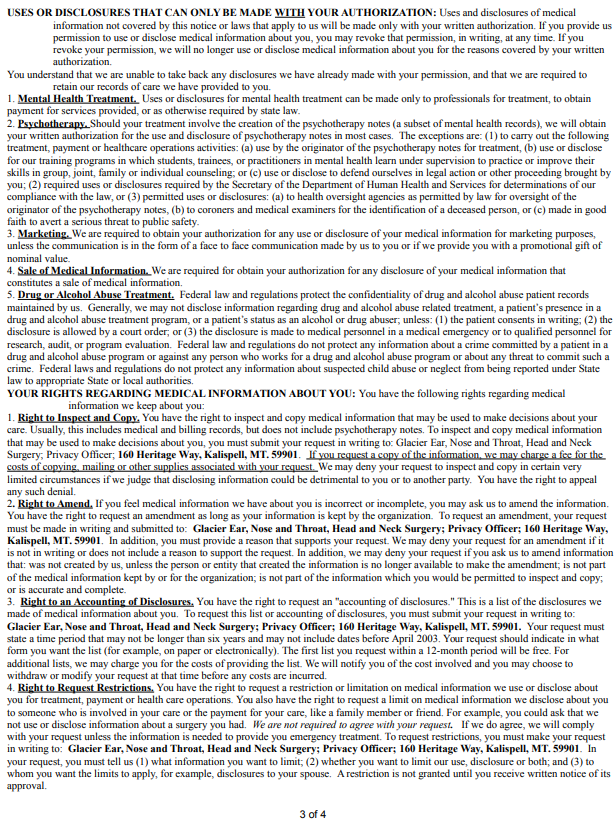 USES OR DISCLOSURES THAT CAN ONLY BE MADE WITH YOUR AUTHORIZATION: Uses and disclosures of medical
information not covered by this notice or laws that apply to us will be made only with your written authorization. If you provide us
permission to use or disclose medical information about you, you may revoke that permission, in writing, at any time. If you
revoke your permission, we will no longer use or disclose medical information about you for the reasons covered by your written
authorization.
You understand that we are unable to take back any disclosures we have already made with your permission, and that we are required to
retain our records of care we have provided to you.
1. Mental Health Treatment. Uses or disclosures for mental health treatment can be made only to professionals for treatment, to obtain
payment for services provided, or as otherwise required by state law.
2. Psychotherapy. Should your treatment involve the creation of the psychotherapy notes (a subset of mental health records), we will obtain
your written authorization for the use and disclosure of psychotherapy notes in most cases. The exceptions are: (1) to carry out the following
treatment, payment or healthcare operations activities: (a) use by the originator of the psychotherapy notes for treatment, (b) use or disclose
for our training programs in which students, trainees, or practitioners in mental health learn under supervision to practice or improve their
skills in group, joint, family or individual counseling; or (c) use or disclose to defend ourselves in legal action or other proceeding brought by
you; (2) required uses or disclosures required by the Secretary of the Department of Human Health and Services for determinations of our
compliance with the law, or (3) permitted uses or disclosures: (a) to health oversight agencies as permitted by law for oversight of the
originator of the psychotherapy notes, (b) to coroners and medical examiners for the identification of a deceased person, or (c) made in good
faith to avert a serious threat to public safety.
3. Marketing. We are required to obtain your authorization for any use or disclosure of your medical information for marketing purposes,
unless the communication is in the form of a face to face communication made by us to you or if we provide you with a promotional gift of
nominal value.
4. Sale of Medical Information. We are required for obtain your authorization for any disclosure of your medical information that
constitutes a sale of medical information.
5. Drug or Alcohol Abuse Treatment. Federal law and regulations protect the confidentiality of drug and alcohol abuse patient records
maintained by us. Generally, we may not disclose information regarding drug and alcohol abuse related treatment, a patient's presence in a
drug and alcohol abuse treatment program, or a patient's status as an alcohol or drug abuser; unless: (1) the patient consents in writing; (2) the
disclosure is allowed by a court order; or (3) the disclosure is made to medical personnel in a medical emergency or to qualified personnel for
research, audit, or program evaluation. Federal law and regulations do not protect any information about a crime committed by a patient in a
drug and alcohol abuse program or against any person who works for a drug and alcohol abuse program or about any threat to commit such a
crime. Federal laws and regulations do not protect any information about suspected child abuse or neglect from being reported under State
law to appropriate State or local authorities.
YOUR RIGHTS REGARDING MEDICAL INFORMATION ABOUT YOU: You have the following rights regarding medical
information we keep about you:
1. Right to Inspect and Copy. You have the right to inspect and copy medical information that may be used to make decisions about your
care. Usually, this includes medical and billing records, but does not include psychotherapy notes. To inspect and copy medical information
that may be used to make decisions about you, you must submit your request in writing to: Glacier Ear, Nose and Throat, Head and Neck
Surgery; Privacy Officer; 160 Heritage Way, Kalispell, MT. 59901. If you request a copy of the information, we may charge a fee for the
costs of copying, mailing or other supplies associated with your request. We may deny your request to inspect and copy in certain very
limited circumstances if we judge that disclosing information could be detrimental to you or to another party. You have the right to appeal
any such denial.
2. Right to Amend. If you feel medical information we have about you is incorrect or incomplete, you may ask us to amend the information.
You have the right to request an amendment as long as your information is kept by the organization. To request an amendment, your request
must be made in writing and submitted to: Glacier Ear, Nose and Throat, Head and Neck Surgery; Privacy Officer; 160 Heritage Way,
Kalispell, MT. 59901. In addition, you must provide a reason that supports your request. We may deny your request for an amendment if it
is not in writing or does not include a reason to support the request. In addition, we may deny your request if you ask us to amend information
that: was not created by us, unless the person or entity that created the information is no longer available to make the amendment; is not part
of the medical information kept by or for the organization; is not part of the information which you would be permitted to inspect and copy;
or is accurate and complete.
3. Right to an Accounting of Disclosures. You have the right to request an "accounting of disclosures." This is a list of the disclosures we
made of medical information about you. To request this list or accounting of disclosures, you must submit your request in writing to:
Glacier Ear, Nose and Throat, Head and Neck Surgery; Privacy Officer; 160 Heritage Way, Kalispell, MT. 59901. Your request must
state a time period that may not be longer than six years and may not include dates before April 2003. Your request should indicate in what
form you want the list (for example, on paper or electronically). The first list you request within a 12-month period will be free. For
additional lists, we may charge you for the costs of providing the list. We will notify you of the cost involved and you may choose to
withdraw or modify your request at that time before any costs are incurred.
4. Right to Request Restrictions. You have the right to request a restriction or limitation on medical information we use or disclose about
you for treatment, payment or health care operations. You also have the right to request a limit on medical information we disclose about you
to someone who is involved in your care or the payment for your care, like a family member or friend. For example, you could ask that we
not use or disclose information about a surgery you had. We are not required to agree with your request. If we do agree, we will comply
with your request unless the information is needed to provide you emergency treatment. To request restrictions, you must make your request
in writing to: Glacier Ear, Nose and Throat, Head and Neck Surgery; Privacy Officer; 160 Heritage Way, Kalispell, MT. 59901. In
your request, you must tell us (1) what information you want to limit; (2) whether you want to limit our use, disclosure or both; and (3) to
whom you want the limits to apply, for example, disclosures to your spouse. A restriction is not granted until you receive written notice of its
approval.
3 of 4